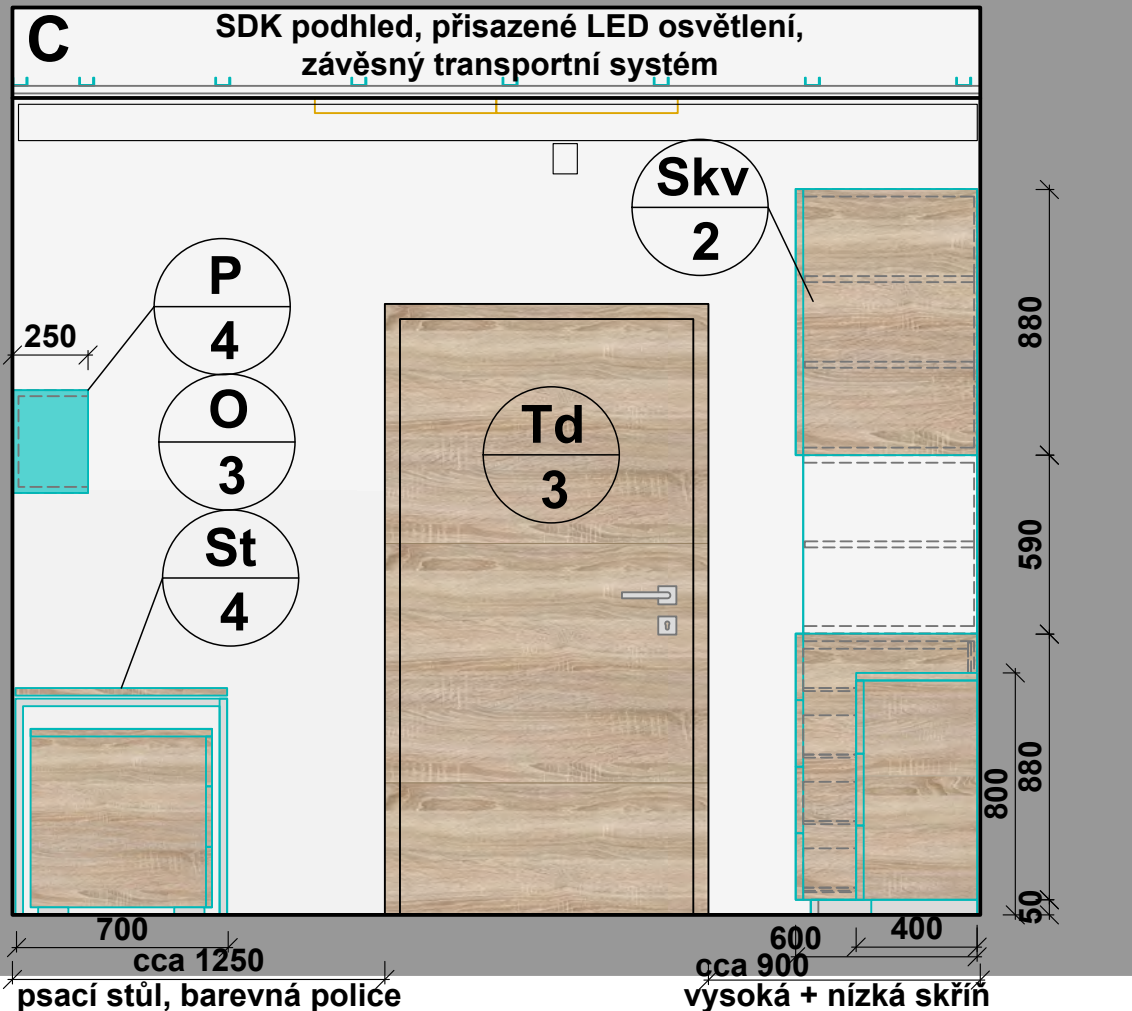 C
SDK podhled, přisazené LED osvětlení,
závěsný transportní systém
Skv
2
P
4
250
O
3
Td
3
St
4
880
590
880
800
50
700
cca 1250
600
400
cca 900
psací stůl, barevná police
vysoká + nízká skříň